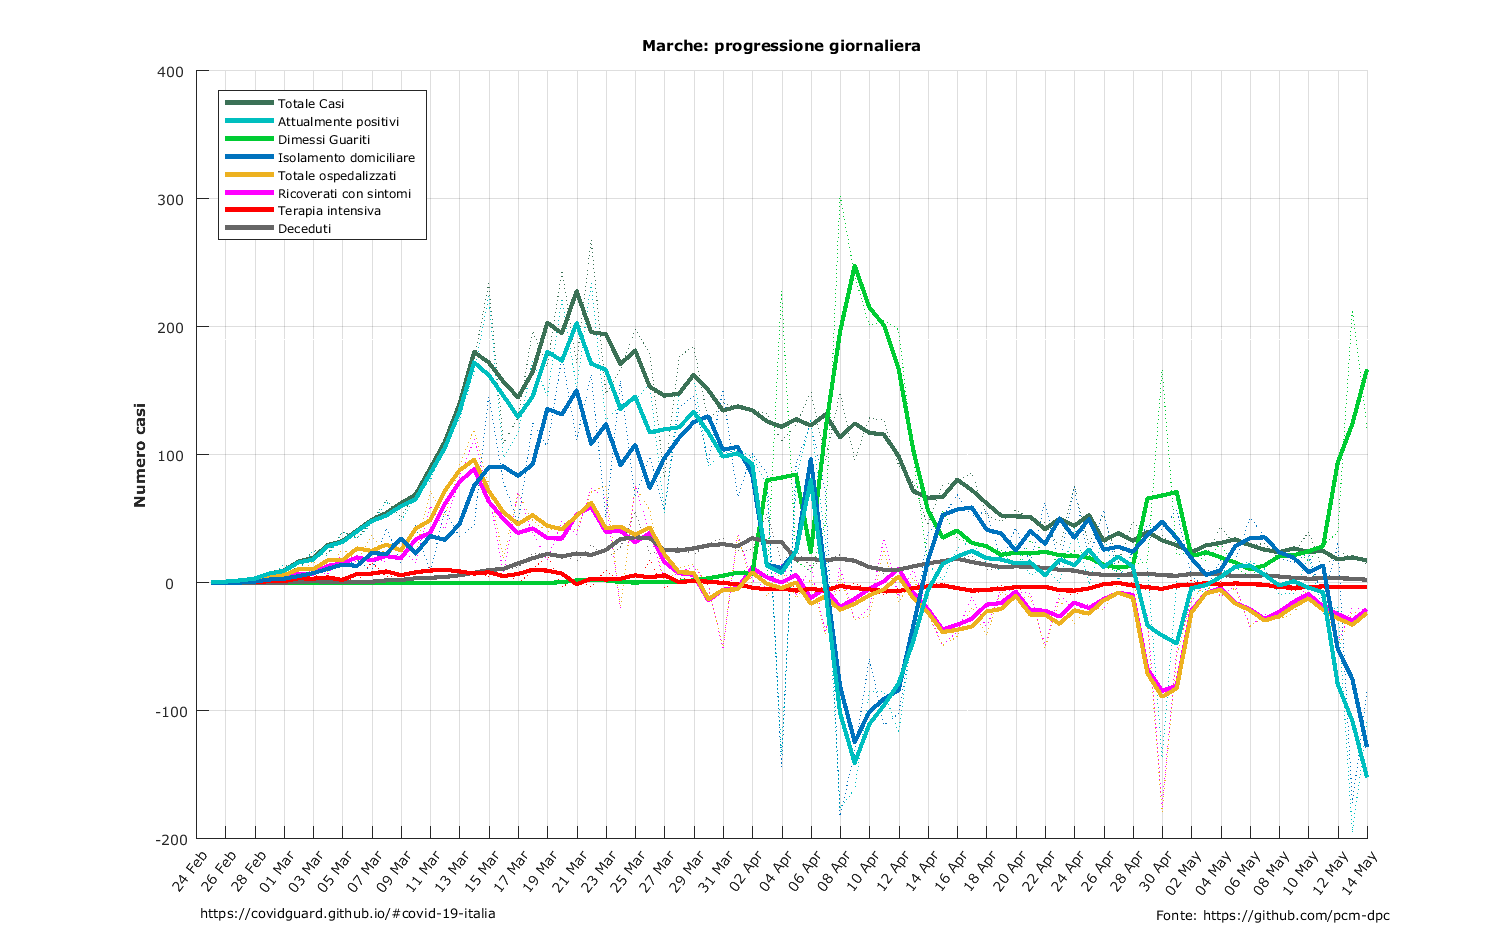 Marche: progressione giornaliera
Numero casi
400
300
200
100
0
-100
-200
Totale Casi
Attualmente positivi
Dimessi Guariti
Isolamento domiciliare
Totale ospedalizzati
Ricoverati con sintomi
Terapia intensiva
Deceduti
24 Feb
26 Feb
28 Feb
01 Mar
03 Mar
05 Mar
07 Mar
09 Mar
11 Mar
13 Mar
15 Mar
17 Mar
19 Mar
21 Mar
23 Mar
25 Mar
27 Mar
29 Mar
31 Mar
02 Apr
04 Apr
06 Apr
08 Apr
10 Apr
12 Apr
14 Apr
16 Apr
18 Apr
20 Apr
22 Apr
24 Apr
26 Apr
28 Apr
30 Apr
02 May
04 May
06 May
08 May
10 May
12 May
14 May
https://covidguard.github.io/#covid-19-italia
Fonte: https://github.com/pcm-dpc